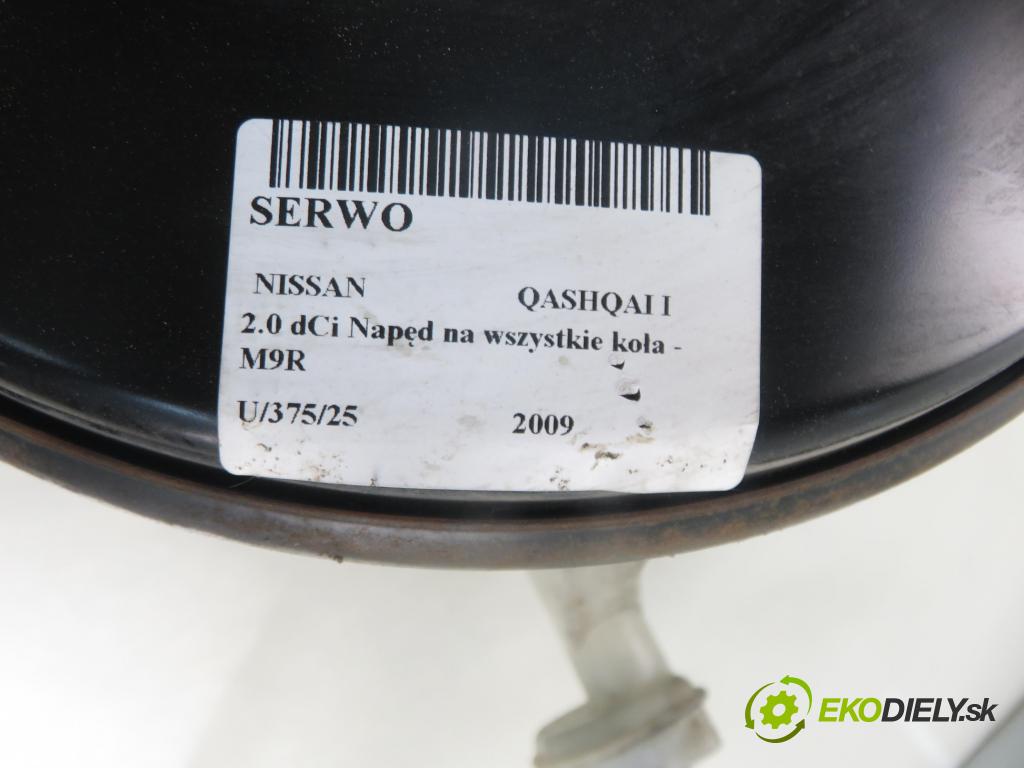 SERWO
NISSAN QASHQAI I
2.0 dCi Napęd na wszystkie koła -
M9R
U/375/25 2009
EKODIELY.sk